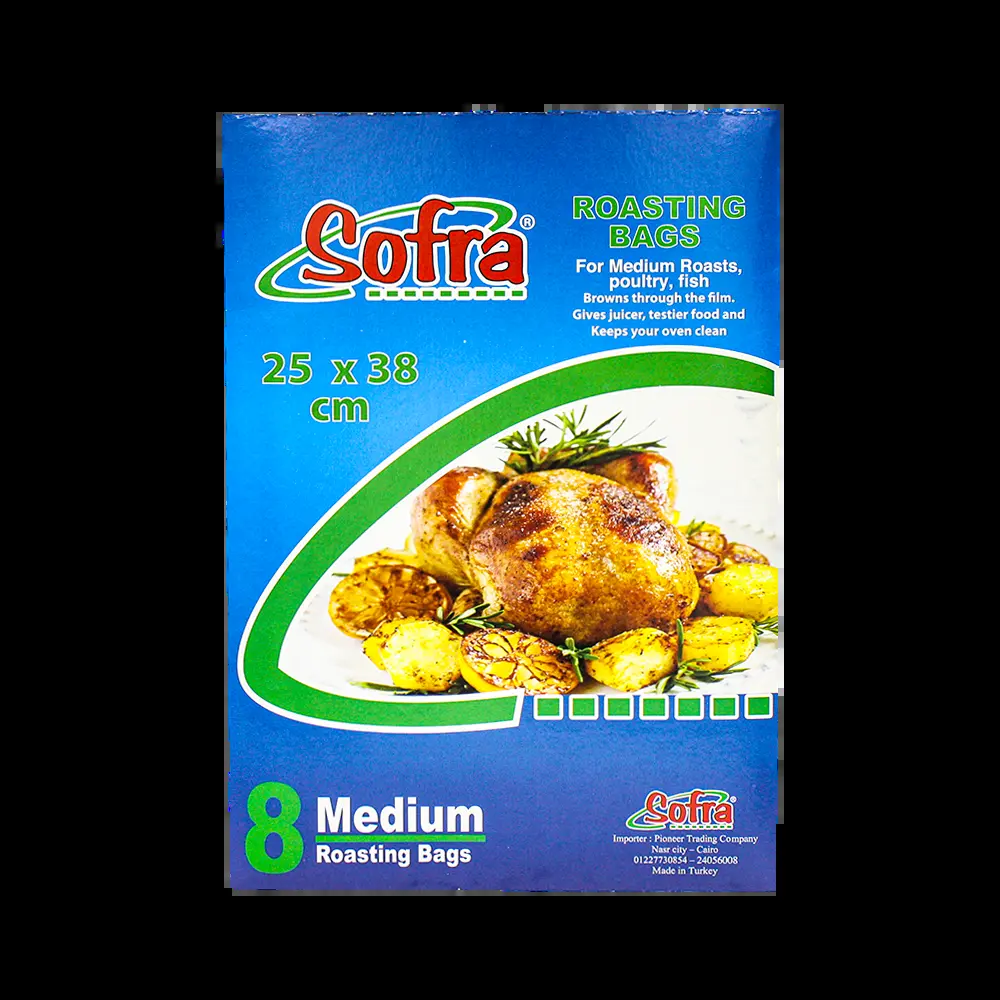 Sofra®
ROASTING
BAGS
For Medium Roasts,
poultry, fish
Browns through the film.
Gives juicer, testier food and
Keeps your oven clean
25 x 38
cm
8 Medium
Roasting Bags
Sofra®
Importer : Pioneer Trading Company
Nasr city – Cairo
01227730854 – 24056008
Made in Turkey